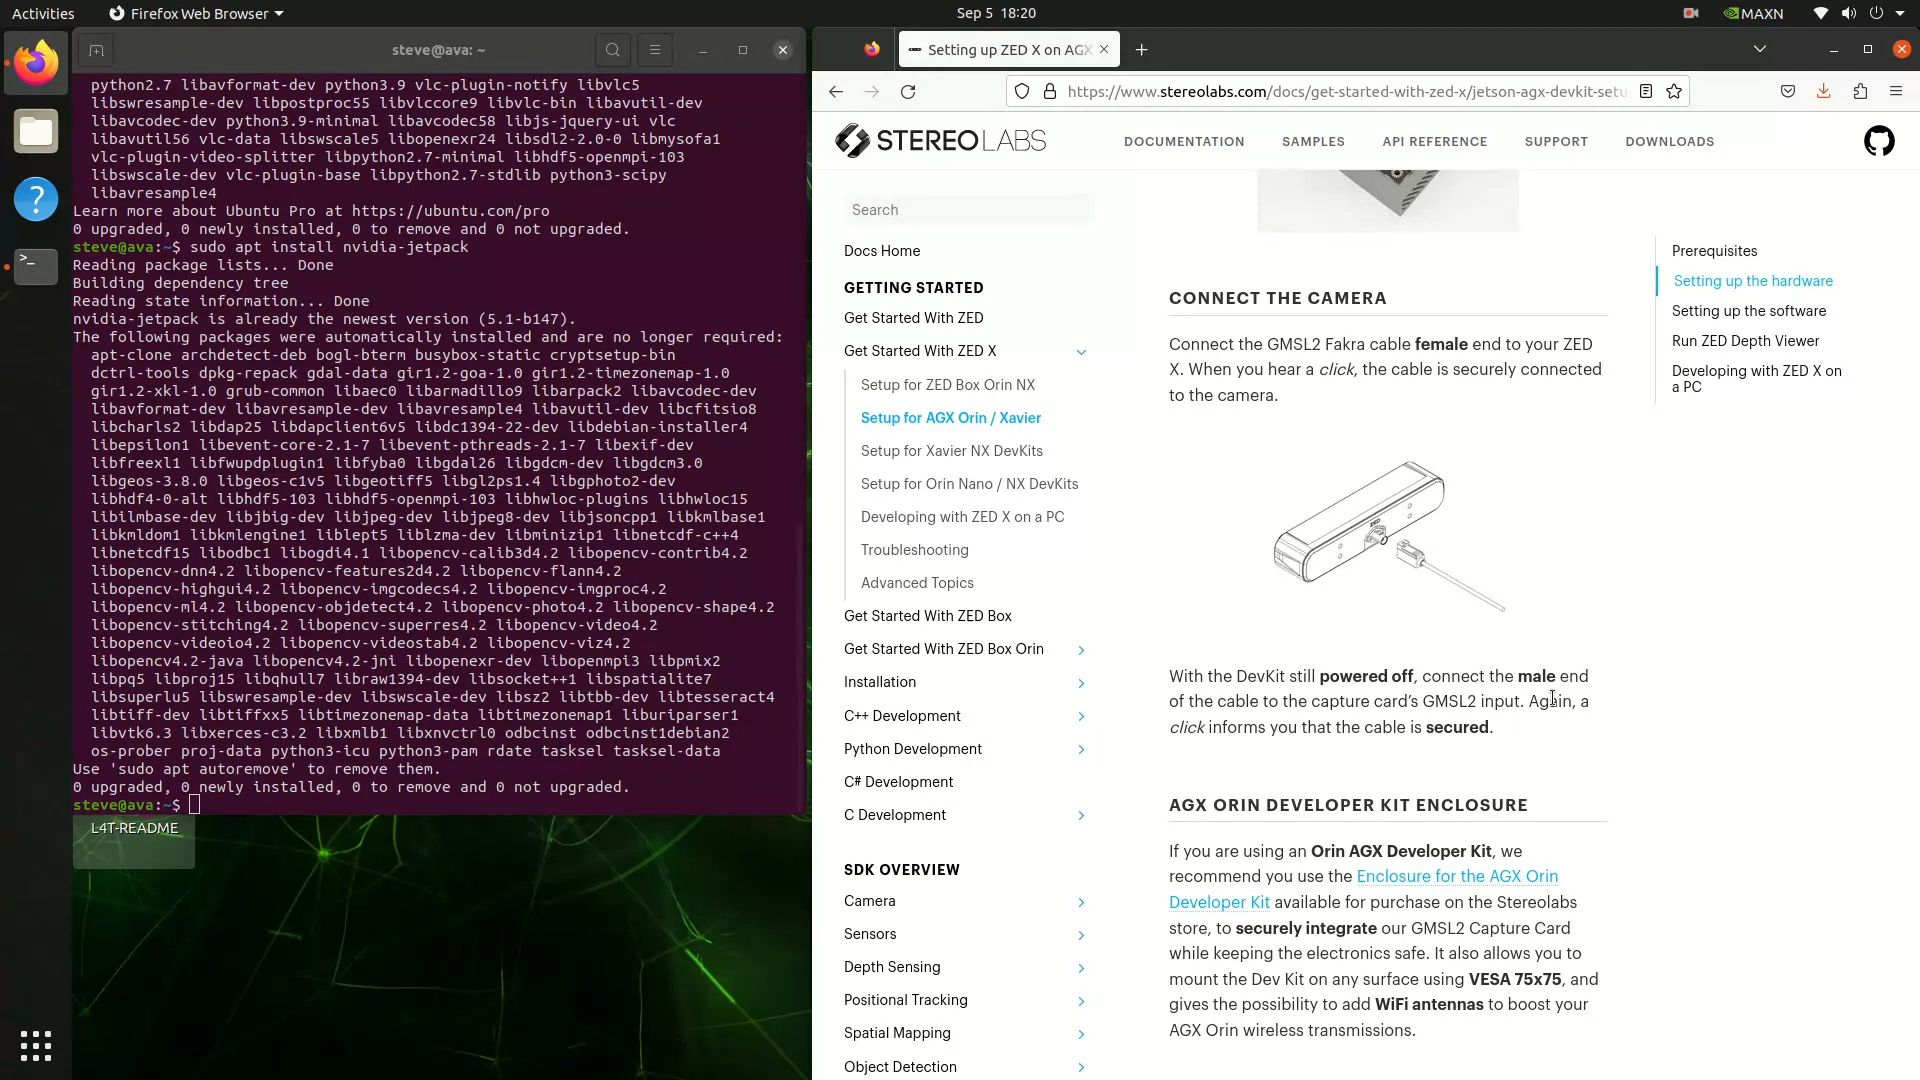 Activities
Firefox Web Browser
Sep 5  18:20
MAXN
steve@ava: ~
python2.7 libavformat-dev python3.9 vlc-plugin-notify libvlc5
libswresample-dev libpostproc55 libvlccore9 libvlc-bin libavutil-dev
libavcodec-dev python3.9-minimal libavcodec58 libjs-jquery-ui vlc
libavutil56 vlc-data libswscale5 libopenexr24 libsdl2-2.0-0 libmysofa1
vlc-plugin-video-splitter libpython2.7-minimal libhdf5-openmpi-103
libswscale-dev vlc-plugin-base libpython2.7-stdlib python3-scipy
libavresample4
Learn more about Ubuntu Pro at https://ubuntu.com/pro
0 upgraded, 0 newly installed, 0 to remove and 0 not upgraded.
steve@ava:~$ sudo apt install nvidia-jetpack
Reading package lists... Done
Building dependency tree
Reading state information... Done
nvidia-jetpack is already the newest version (5.1-b147).
The following packages were automatically installed and are no longer required:
apt-clone archdetect-deb bogl-bterm busybox-static cryptsetup-bin
dctrl-tools dpkg-repack gdal-data gir1.2-goa-1.0 gir1.2-timezonemap-1.0
gir1.2-xkl-1.0 grub-common libaec0 libarmadillo9 libarpack2 libavcodec-dev
libavformat-dev libavresample-dev libavresample4 libavutil-dev libcfitsio8
libcharls2 libdap25 libdapclient6v5 libdc1394-22-dev libdebian-installer4
libepsilon1 libevent-core-2.1-7 libevent-pthreads-2.1-7 libexif-dev
libfreexl1 libfwupdplugin1 libfyba0 libgdal26 libgdcm-dev libgdcm3.0
libgeos-3.8.0 libgeos-c1v5 libgeotiff5 libgl2ps1.4 libgphoto2-dev
libhdf4-0-alt libhdf5-103 libhdf5-openmpi-103 libhwloc-plugins libhwloc15
libilmbase-dev libjbig-dev libjpeg-dev libjpeg8-dev libjsoncpp1 libkmlbase1
libkmldom1 libkmlengine1 liblept5 liblzma-dev libminizip1 libnetcdf-c++4
libnetcdf15 libodbc1 libogdi4.1 libopencv-calib3d4.2 libopencv-contrib4.2
libopencv-dnn4.2 libopencv-features2d4.2 libopencv-flann4.2
libopencv-highgui4.2 libopencv-imgcodecs4.2 libopencv-imgproc4.2
libopencv-ml4.2 libopencv-objdetect4.2 libopencv-photo4.2 libopencv-shape4.2
libopencv-stitching4.2 libopencv-superres4.2 libopencv-video4.2
libopencv-videoio4.2 libopencv-videostab4.2 libopencv-viz4.2
libopencv4.2-java libopencv4.2-jni libopenexr-dev libopenmpi3 libpmix2
libpq5 libproj15 libqhull7 libraw1394-dev libsocket++1 libspatialite7
libsuperlu5 libswresample-dev libswscale-dev libsz2 libtbb-dev libtesseract4
libtiff-dev libtiffxx5 libtimezonemap-data libtimezonemap1 liburiparser1
libvtk6.3 libxerces-c3.2 libxmlb1 libxnvctrl0 odbcinst odbcinst1debian2
os-prober proj-data python3-icu python3-pam rdate tasksel tasksel-data
Use 'sudo apt autoremove' to remove them.
0 upgraded, 0 newly installed, 0 to remove and 0 not upgraded.
steve@ava:~$
L4T-README
Setting up ZED X on AGX
https://www.stereolabs.com/docs/get-started-with-zed-x/jetson-agx-devkit-setu
STEREOLABS
DOCUMENTATION
SAMPLES
API REFERENCE
SUPPORT
DOWNLOADS
Search
Docs Home
GETTING STARTED
Get Started With ZED
Get Started With ZED X
Setup for ZED Box Orin NX
Setup for AGX Orin / Xavier
Setup for Xavier NX DevKits
Setup for Orin Nano / NX DevKits
Developing with ZED X on a PC
Troubleshooting
Advanced Topics
Get Started With ZED Box
Get Started With ZED Box Orin
Installation
C++ Development
Python Development
C# Development
C Development
SDK OVERVIEW
Camera
Sensors
Depth Sensing
Positional Tracking
Spatial Mapping
Object Detection
CONNECT THE CAMERA
Connect the GMSL2 Fakra cable female end to your ZED
X. When you hear a click, the cable is securely connected
to the camera.
With the DevKit still powered off, connect the male end
of the cable to the capture card’s GMSL2 input. Again, a
click informs you that the cable is secured.
AGX ORIN DEVELOPER KIT ENCLOSURE
If you are using an Orin AGX Developer Kit, we
recommend you use the Enclosure for the AGX Orin
Developer Kit available for purchase on the Stereolabs
store, to securely integrate our GMSL2 Capture Card
while keeping the electronics safe. It also allows you to
mount the Dev Kit on any surface using VESA 75x75, and
gives the possibility to add WiFi antennas to boost your
AGX Orin wireless transmissions.
Prerequisites
Setting up the hardware
Setting up the software
Run ZED Depth Viewer
Developing with ZED X on
a PC